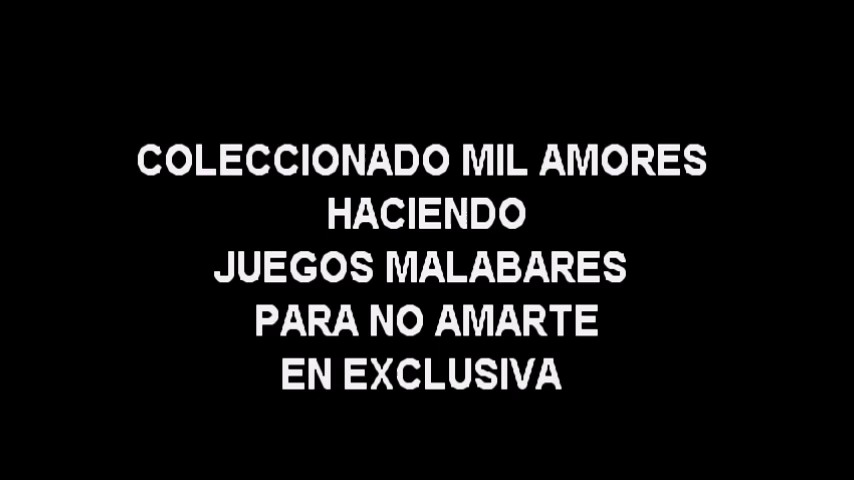 COLECCIONADO MIL AMORES
HACIENDO
JUEGOS MALABARES
PARA NO AMARTE
EN EXCLUSIVA